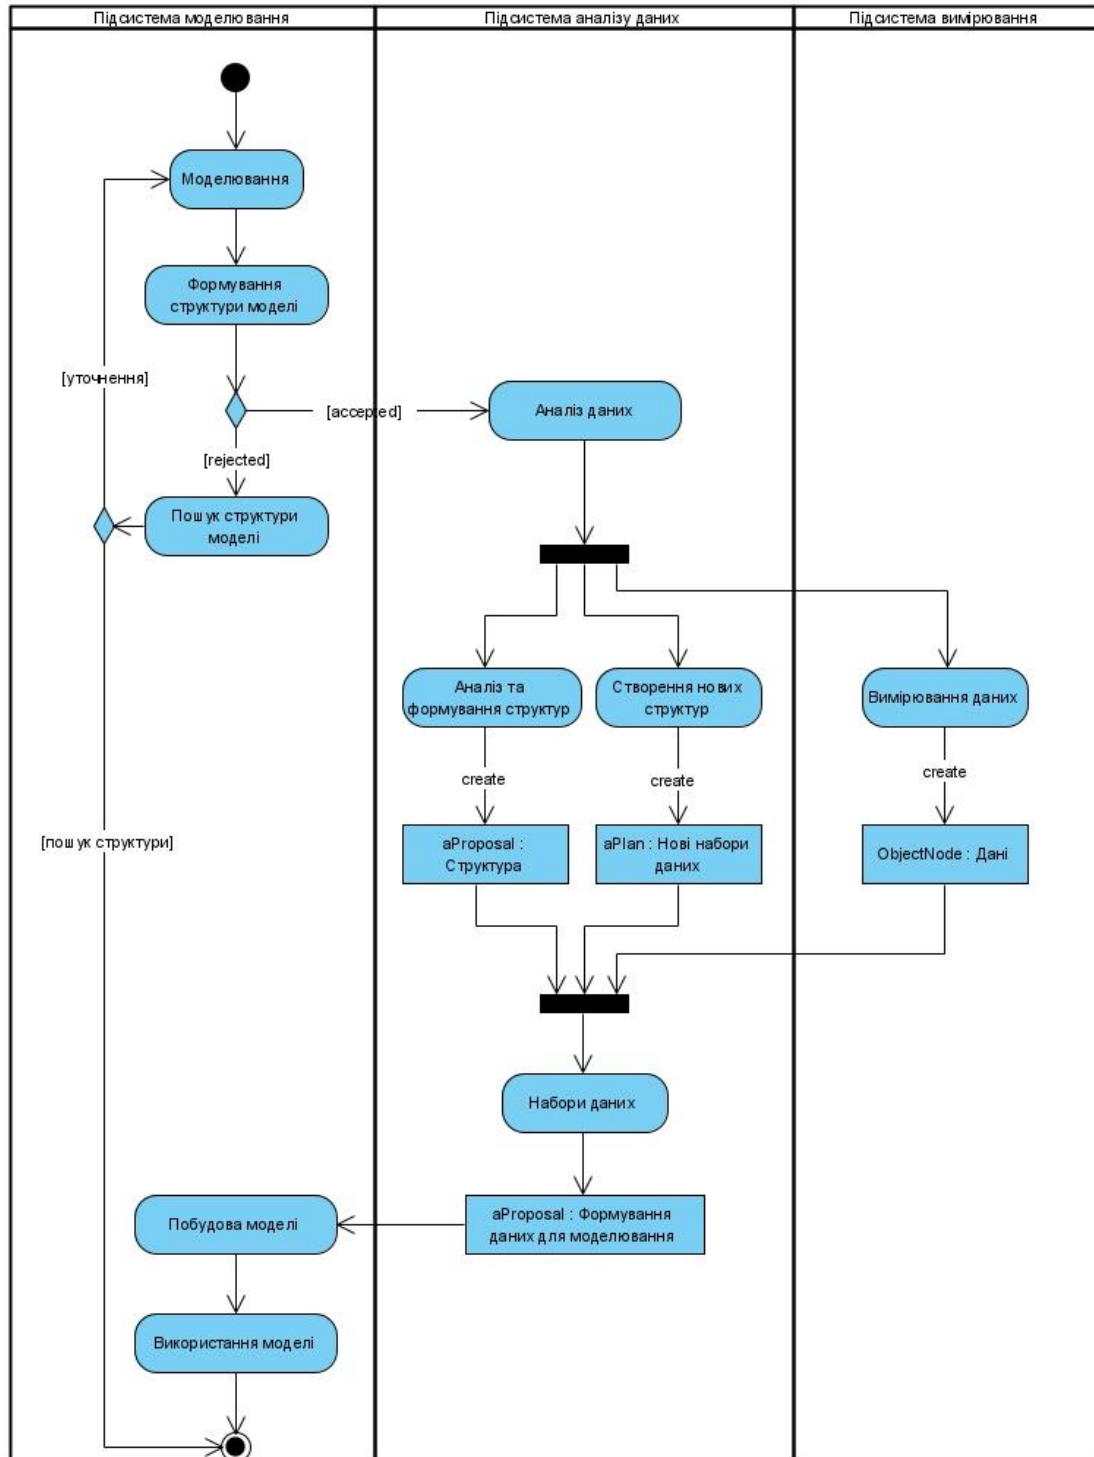 Підсистема моделювання
Підсистема аналізу даних
Підсистема вимірювання
Моделювання
Формування
структури моделі
[уточнення]
[accepted]
Аналіз даних
[rejected]
Пошук структури
моделі
Аналіз та
формування структур
Створення нових
структур
Вимірювання даних
create
create
create
[пошук структури]
aProposal :
Структура
aPlan : Нові набори
даних
ObjectNode : Дані
Набори даних
Побудова моделі
aProposal : Формування
даних для моделювання
Використання моделі